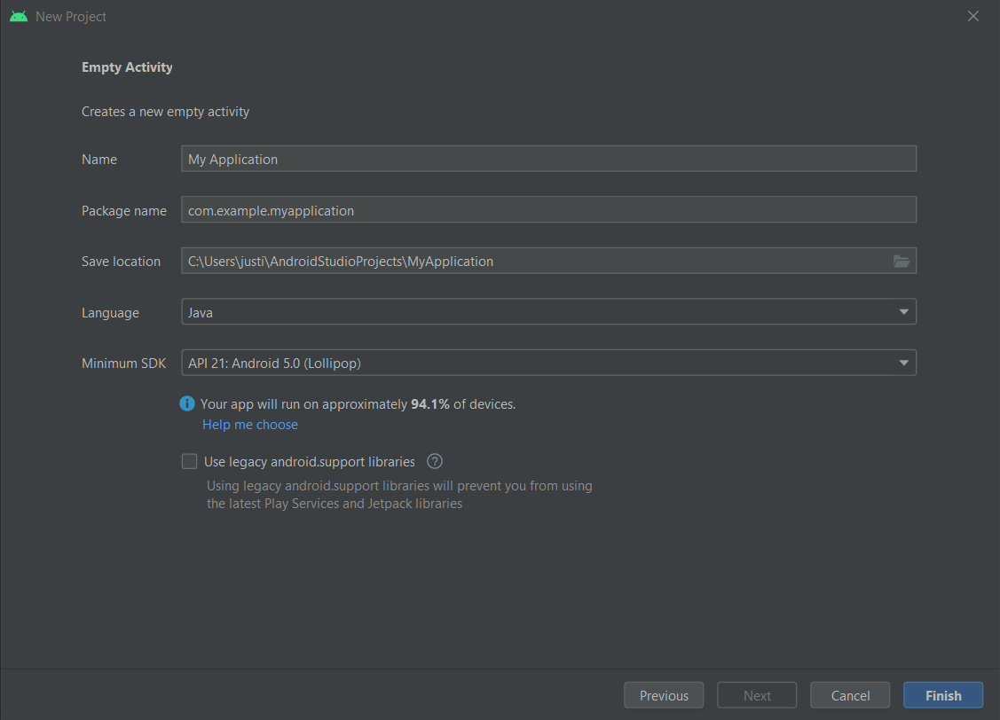 New Project
Empty Activity
Creates a new empty activity
Name My Application
Package name com.example.myapplication
Save location C:\Users\justi\AndroidStudioProjects\MyApplication
Language Java
Minimum SDK API 21: Android 5.0 (Lollipop)
i Your app will run on approximately 94.1% of devices.
Help me choose
Use legacy android.support libraries ?
Using legacy android.support libraries will prevent you from using
the latest Play Services and Jetpack libraries
Previous Next Cancel Finish